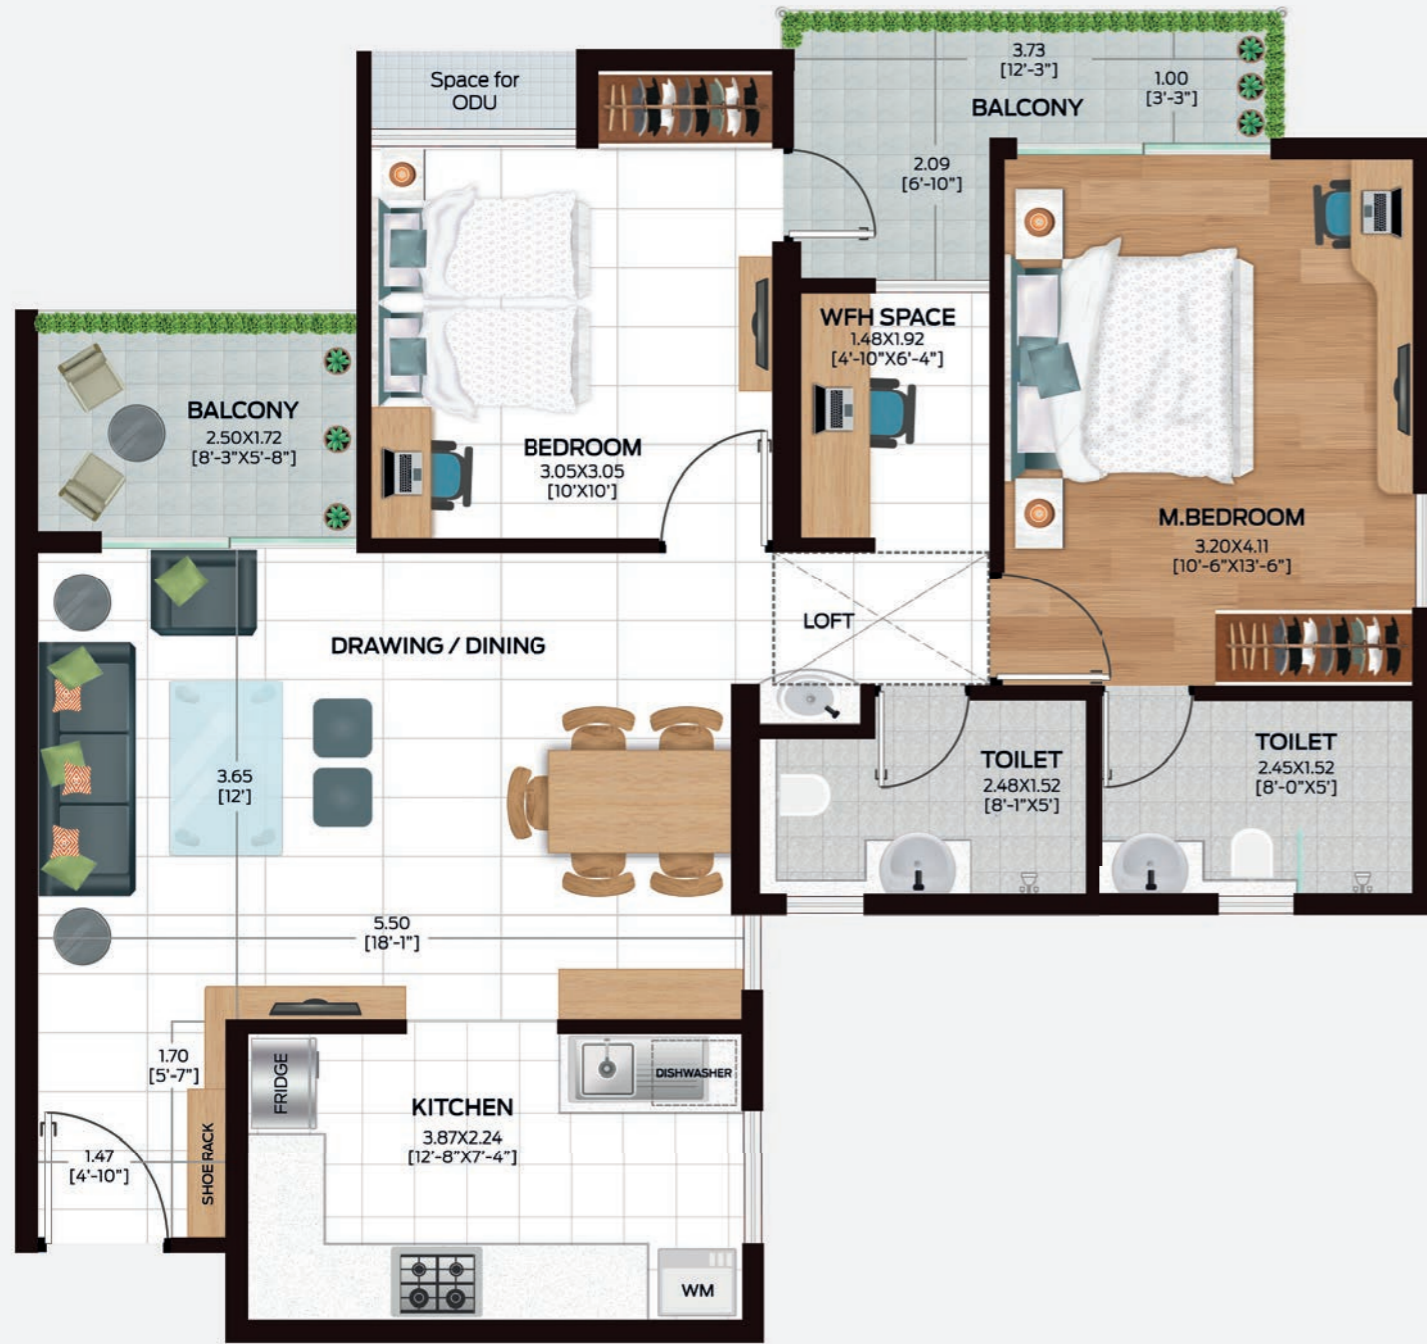 Space for
ODU
3.73
[12'-3"]
1.00
[3'-3"]
BALCONY
2.09
[6'-10"]
WFH SPACE
1.48X1.92
[4'-10"X6'-4"]
BALCONY
2.50X1.72
[8'-3"X5'-8"]
BEDROOM
3.05X3.05
[10'X10']
M.BEDROOM
3.20X4.11
[10'-6"X13'-6"]
LOFT
DRAWING / DINING
3.65
[12']
TOILET
2.48X1.52
[8'-1"X5']
TOILET
2.45X1.52
[8'-0"X5']
5.50
[18'-1"]
1.70
[5'-7"]
FRIDGE
DISHWASHER
KITCHEN
3.87X2.24
[12'-8"X7'-4"]
1.47
[4'-10"]
SHOE RACK
WM